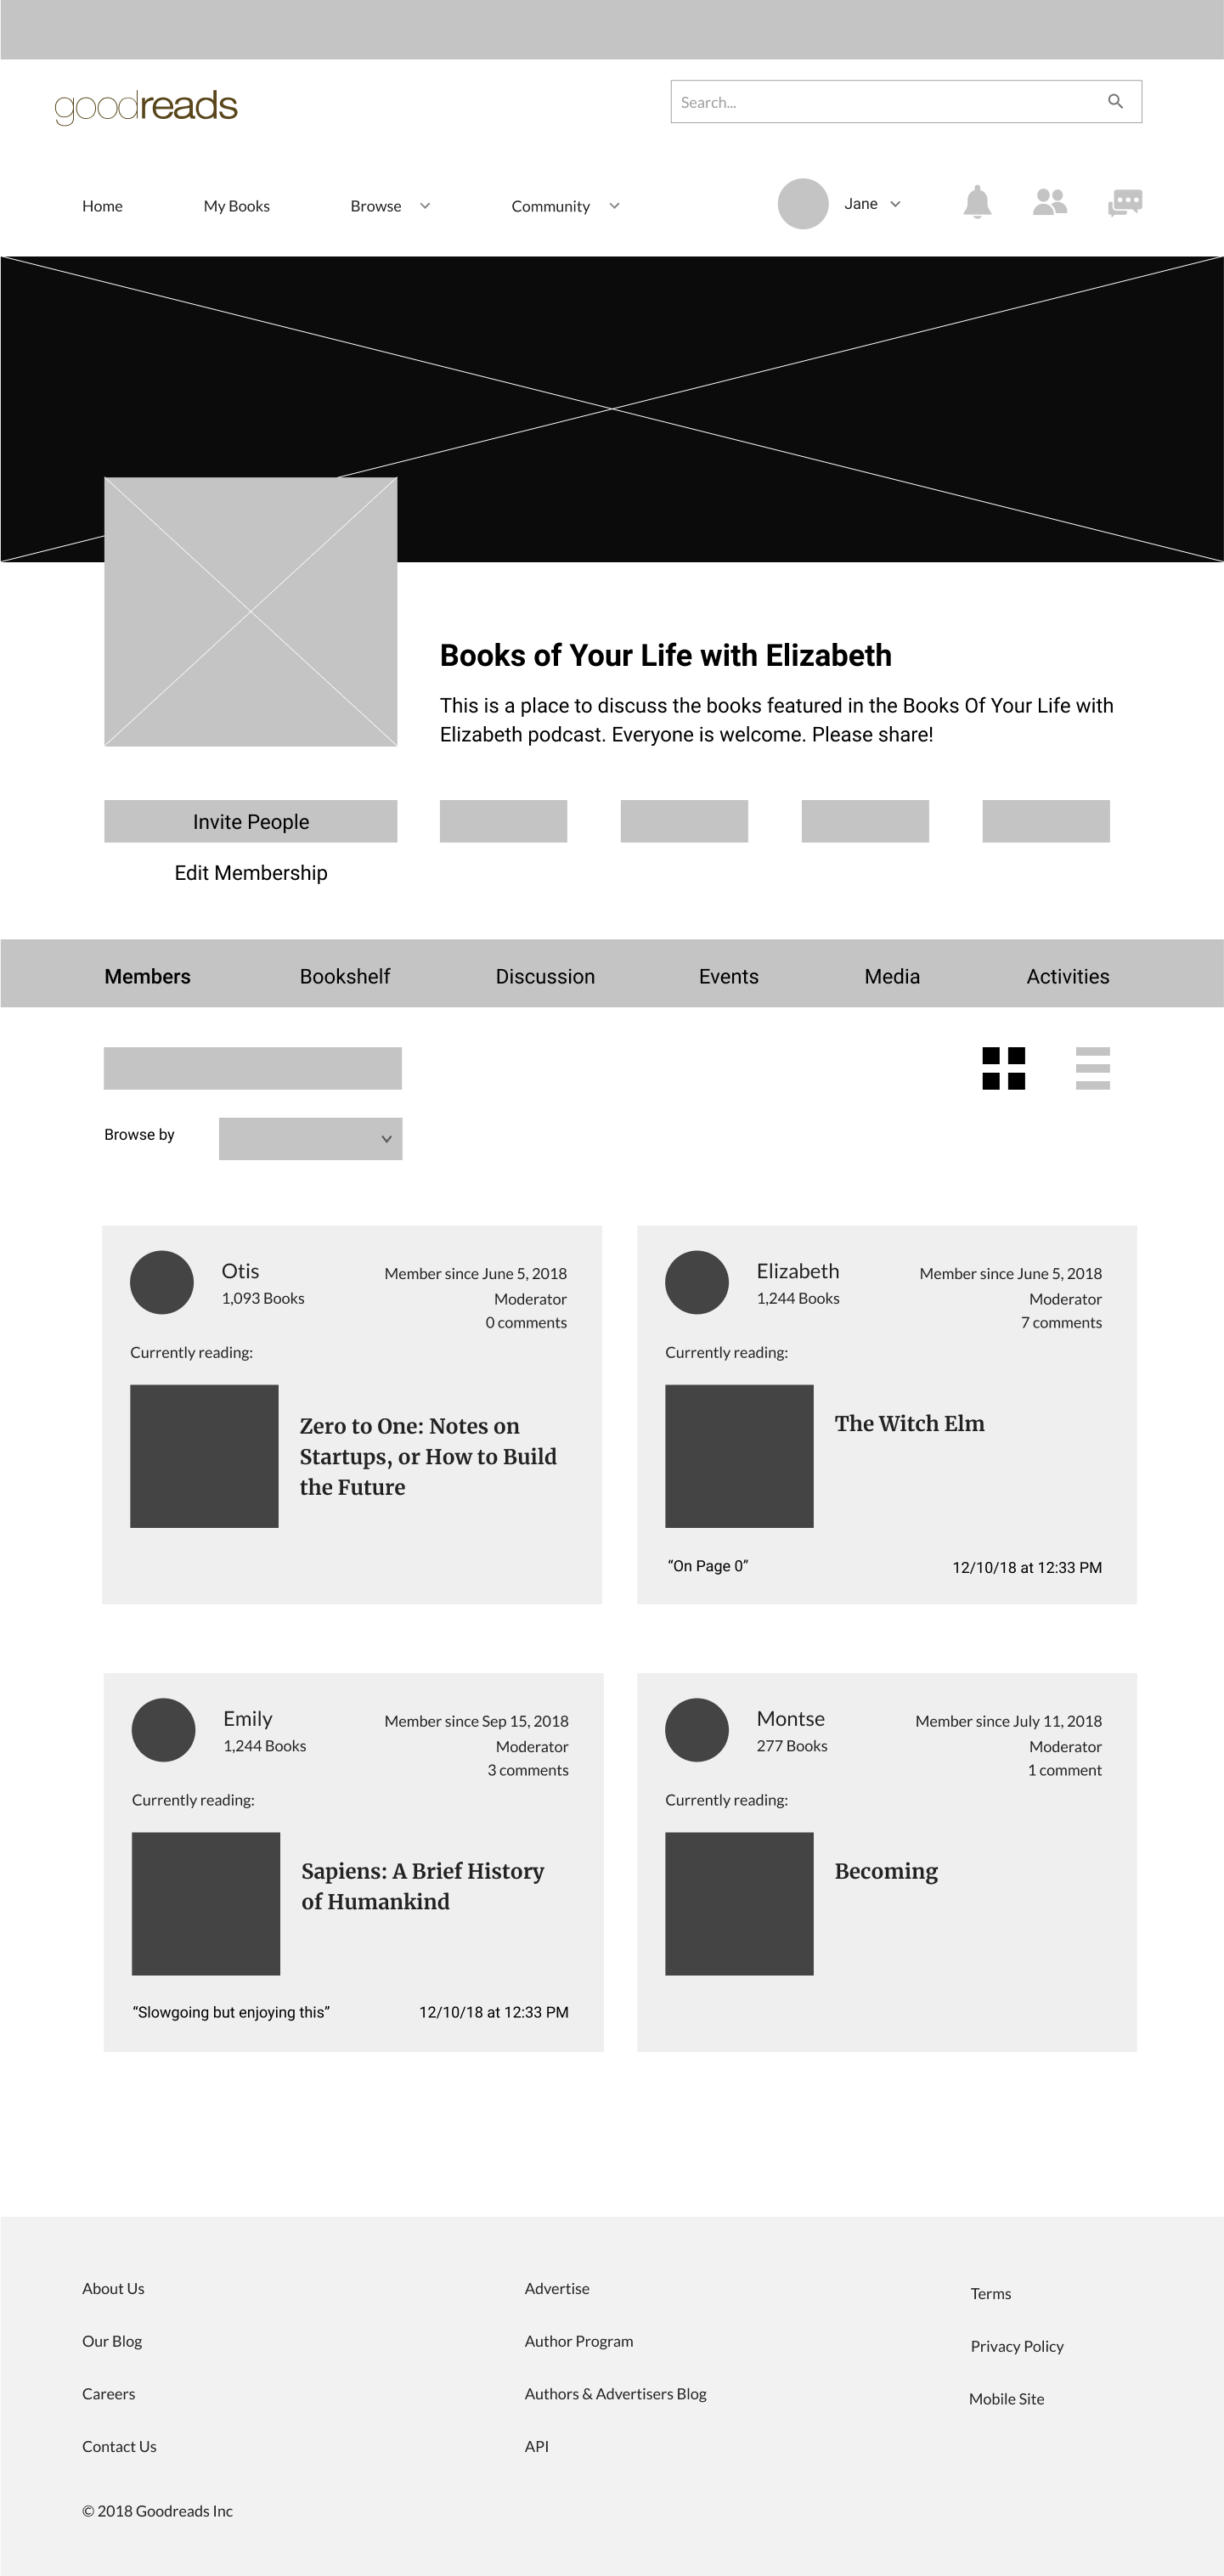 goodreads
Search...
Home
My Books
Browse
Community
Jane
Books of Your Life with Elizabeth
This is a place to discuss the books featured in the Books Of Your Life with
Elizabeth podcast. Everyone is welcome. Please share!
Invite People
Edit Membership
Members
Bookshelf
Discussion
Events
Media
Activities
Browse by
Otis
1,093 Books
Member since June 5, 2018
Moderator
0 comments
Currently reading:
Zero to One: Notes on
Startups, or How to Build
the Future
Elizabeth
1,244 Books
Member since June 5, 2018
Moderator
7 comments
Currently reading:
The Witch Elm
“On Page 0”
12/10/18 at 12:33 PM
Emily
1,244 Books
Member since Sep 15, 2018
Moderator
3 comments
Currently reading:
Sapiens: A Brief History
of Humankind
“Slowgoing but enjoying this”
12/10/18 at 12:33 PM
Montse
277 Books
Member since July 11, 2018
Moderator
1 comment
Currently reading:
Becoming
About Us
Our Blog
Careers
Contact Us
Advertise
Author Program
Authors & Advertisers Blog
API
Terms
Privacy Policy
Mobile Site
© 2018 Goodreads Inc